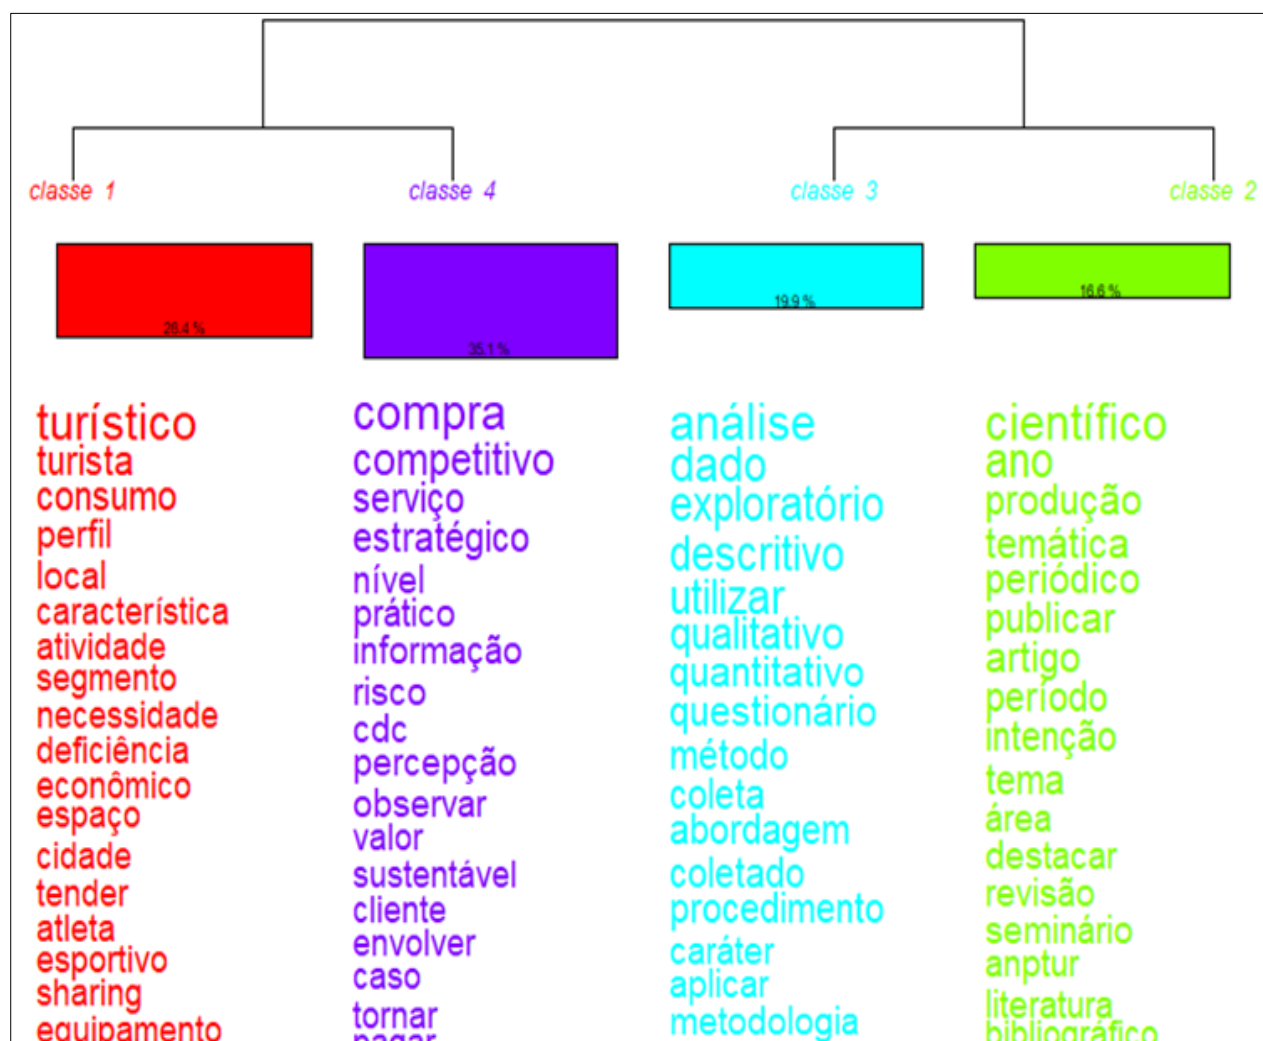 classe 1
classe 4
classe 3
classe 2
28.4 %
35.1 %
19.9 %
16.6 %
turístico
turista
consumo
perfil
local
característica
atividade
segmento
necessidade
deficiência
econômico
espaço
cidade
tender
atleta
esportivo
sharing
equipamento
compra
competitivo
serviço
estratégico
nível
prático
informação
risco
cdc
percepção
observar
valor
sustentável
cliente
envolver
caso
tornar
pagar
análise
dado
exploratório
descritivo
utilizar
qualitativo
quantitativo
questionário
método
coleta
abordagem
coletado
procedimento
caráter
aplicar
metodologia
científico
ano
produção
temática
periódico
publicar
artigo
período
intenção
tema
área
destacar
revisão
seminário
anptur
literatura
bibliográfico